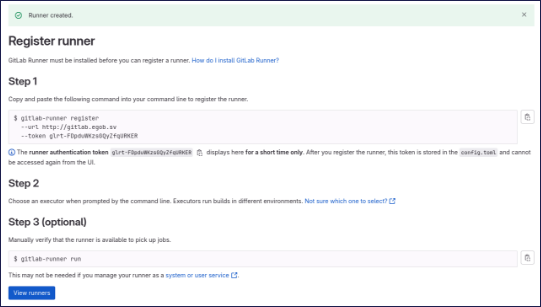 Runner created.
Register runner
GitLab Runner must be installed before you can register a runner. How do I install GitLab Runner?
Step 1
Copy and paste the following command into your command line to register the runner.
$ gitlab-runner register
--url http://gitlab.egob.sv
--token
The runner authentication token displays here for a short time only. After you register the runner, this token is stored in the config.toml and cannot
be accessed again from the UI.
Step 2
Choose an executor when prompted by the command line. Executors run builds in different environments. Not sure which one to select?
Step 3 (optional)
Manually verify that the runner is available to pick up jobs.
$ gitlab-runner run
This may not be needed if you manage your runner as a system or user service.
View runners